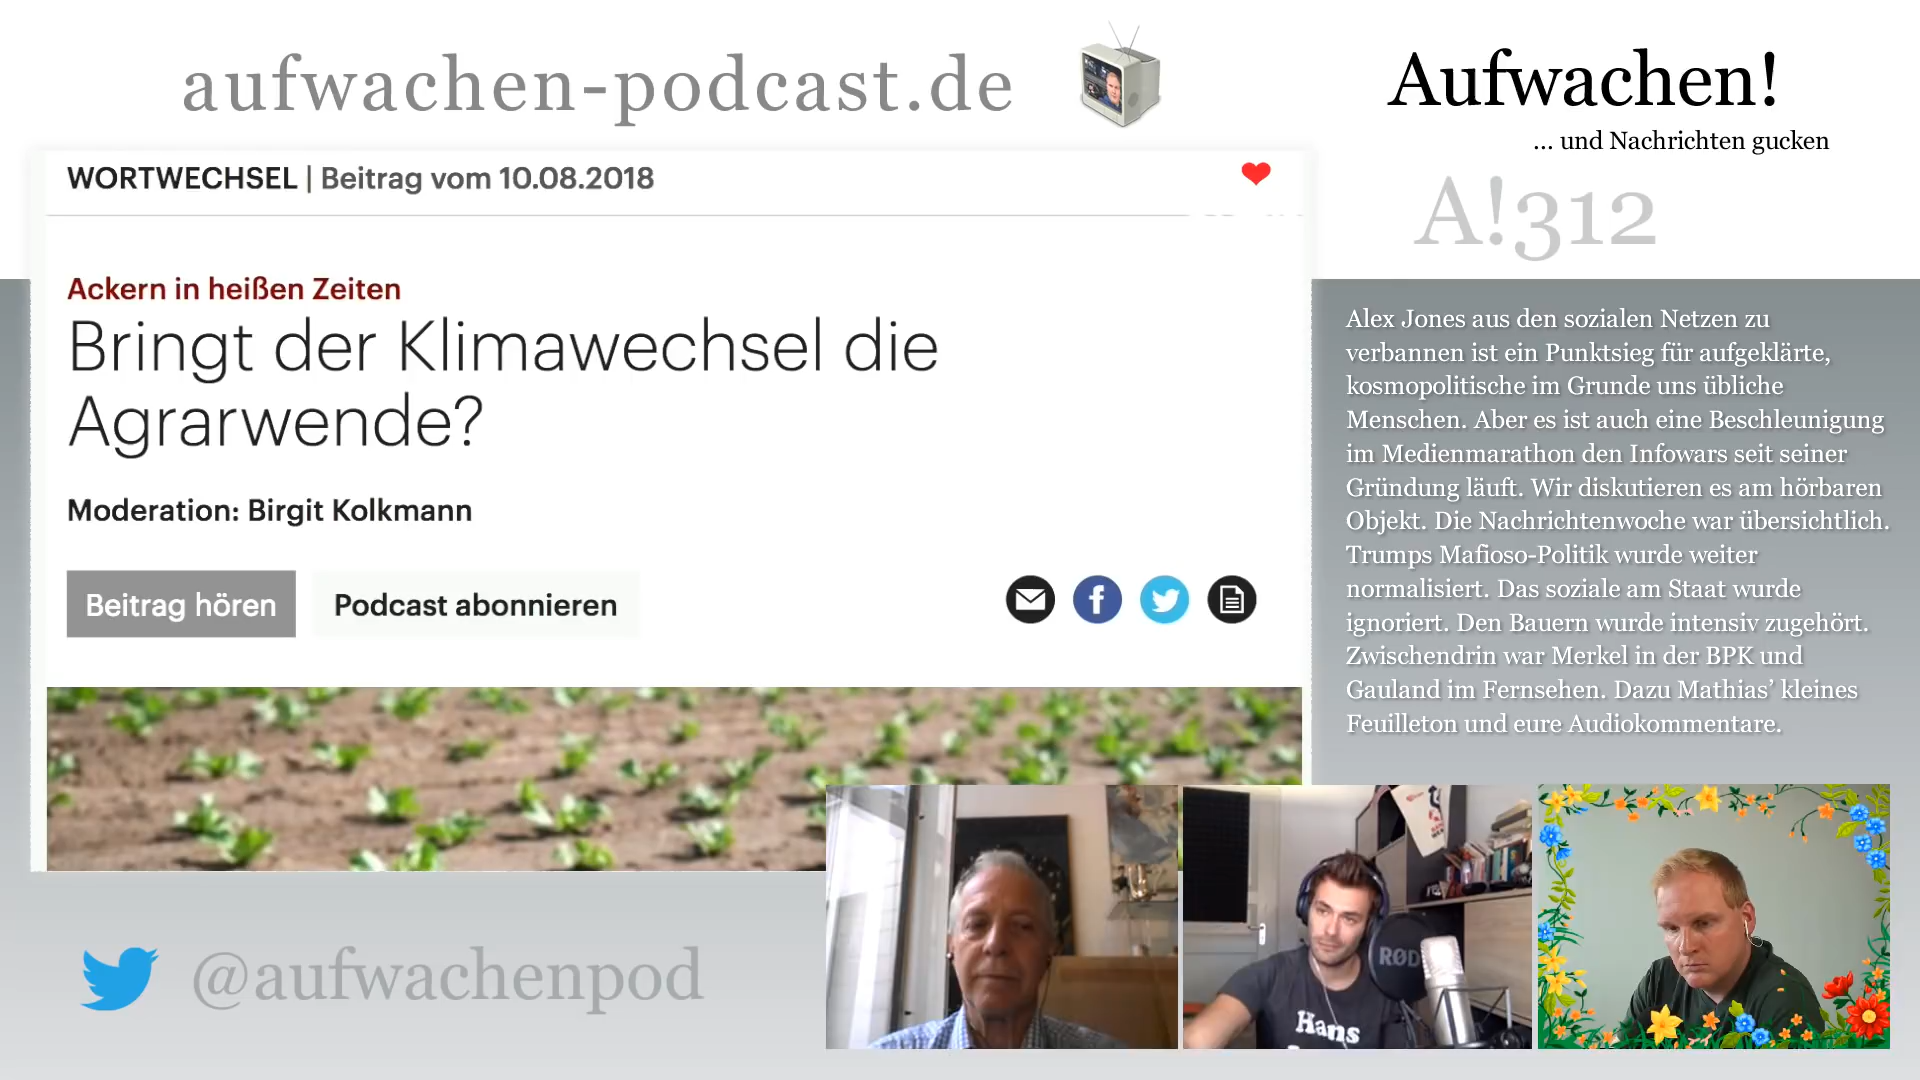 aufwachen-podcast.de
Aufwachen!
... und Nachrichten gucken
A!312
WORTWECHSEL | Beitrag vom 10.08.2018
Ackern in heißen Zeiten
Bringt der Klimawechsel die
Agrarwende?
Moderation: Birgit Kolkmann
Beitrag hören
Podcast abonnieren
f
Alex Jones aus den sozialen Netzen zu
verbannen ist ein Punktsieg für aufgeklärte,
kosmopolitische im Grunde uns übliche
Menschen. Aber es ist auch eine Beschleunigung
im Medienmarathon den Infowars seit seiner
Gründung läuft. Wir diskutieren es am hörbaren
Objekt. Die Nachrichtenwoche war übersichtlich.
Trumps Mafioso-Politik wurde weiter
normalisiert. Das soziale am Staat wurde
ignoriert. Den Bauern wurde intensiv zugehört.
Zwischendrin war Merkel in der BPK und
Gauland im Fernsehen. Dazu Mathias’ kleines
Feuilleton und eure Audiokommentare.
@aufwachenpod
RØD
Hans